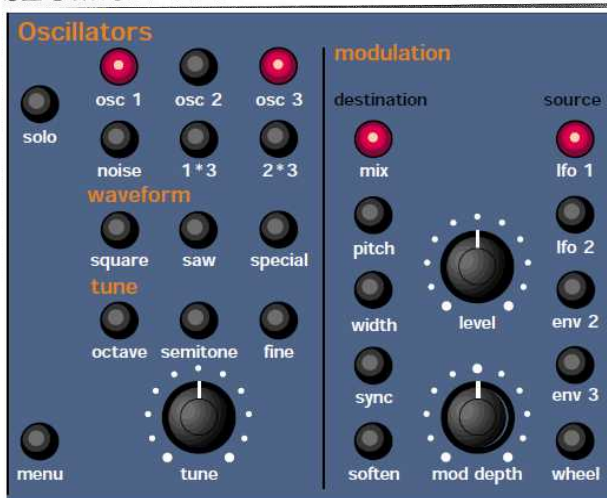 Oscillators
osc 1 osc 2 osc 3
solo
noise 1*3 2*3
waveform
square saw special
tune
octave semitone fine
menu tune
modulation
destination source
mix lfo 1
pitch lfo 2
width level env 2
sync env 3
soften mod depth wheel